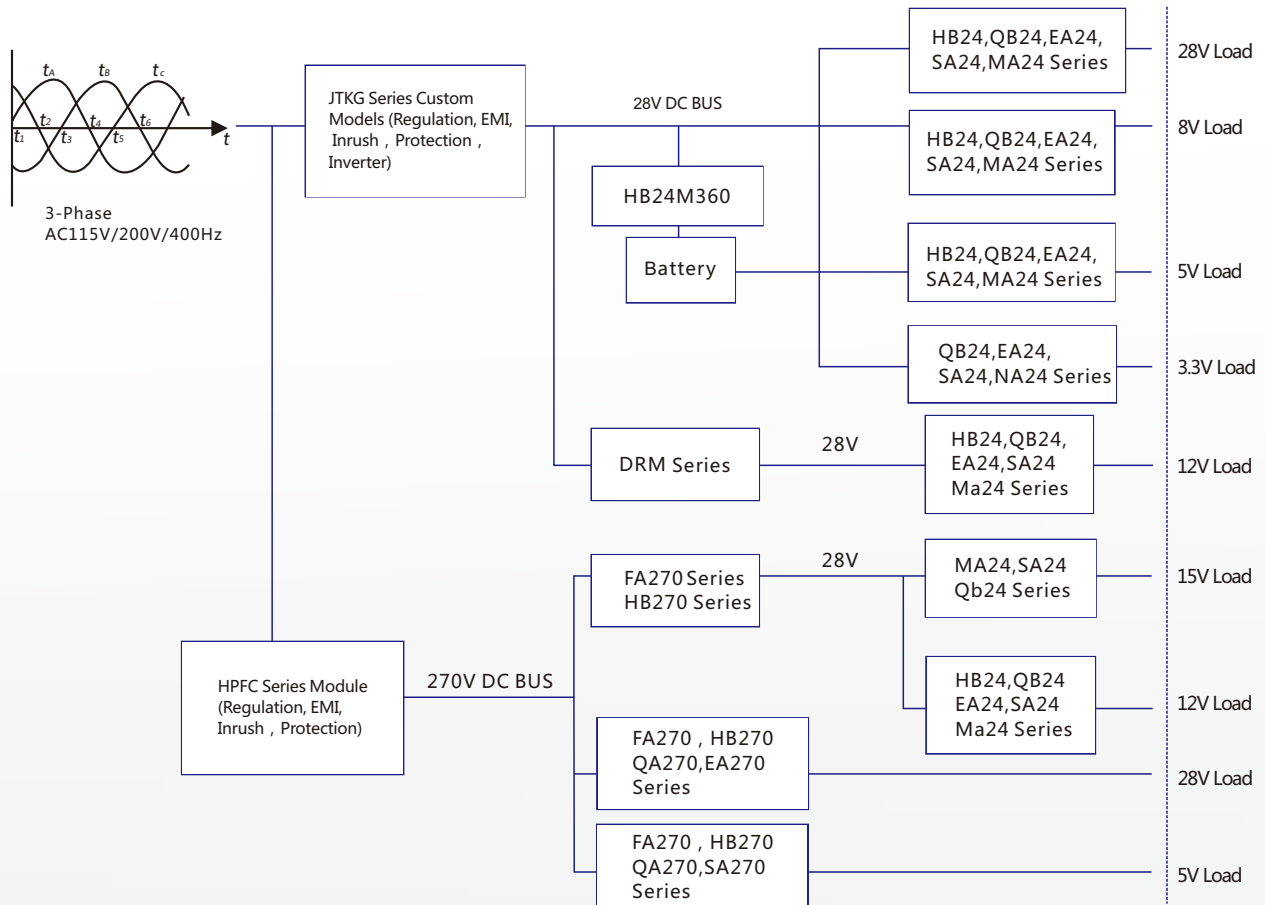 tA
tB
tc
t1
t2
t3
t4
t5
t6
t
3-Phase
AC115V/200V/400Hz
JTKG Series Custom
Models (Regulation, EMI,
Inrush , Protection ,
Inverter)
28V DC BUS
HB24M360
Battery
HB24,QB24,EA24,
SA24,MA24 Series
28V Load
HB24,QB24,EA24,
SA24,MA24 Series
8V Load
HB24,QB24,EA24,
SA24,MA24 Series
5V Load
QB24,EA24,
SA24,NA24 Series
3.3V Load
DRM Series
28V
HB24,QB24,
EA24,SA24
Ma24 Series
12V Load
HPFC Series Module
(Regulation, EMI,
Inrush , Protection)
270V DC BUS
FA270 Series
HB270 Series
28V
MA24,SA24
Qb24 Series
15V Load
HB24,QB24
EA24,SA24
Ma24 Series
12V Load
FA270 , HB270
QA270,EA270
Series
28V Load
FA270 , HB270
QA270,SA270
Series
5V Load